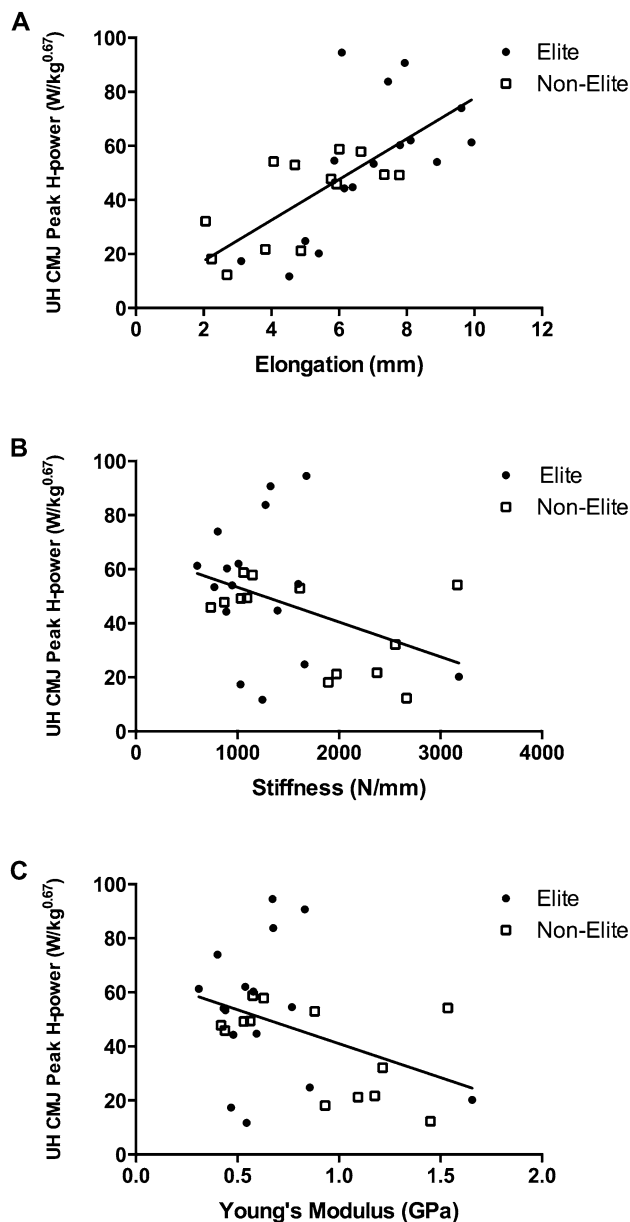 A
UH CMJ Peak H-power (W/kg^0.67)
100
80
60
40
20
0
0 2 4 6 8 10 12
Elongation (mm)
Elite
Non-Elite
B
UH CMJ Peak H-power (W/kg^0.67)
100
80
60
40
20
0
0 1000 2000 3000 4000
Stiffness (N/mm)
Elite
Non-Elite
C
UH CMJ Peak H-power (W/kg^0.67)
100
80
60
40
20
0
0.0 0.5 1.0 1.5 2.0
Young's Modulus (GPa)
Elite
Non-Elite